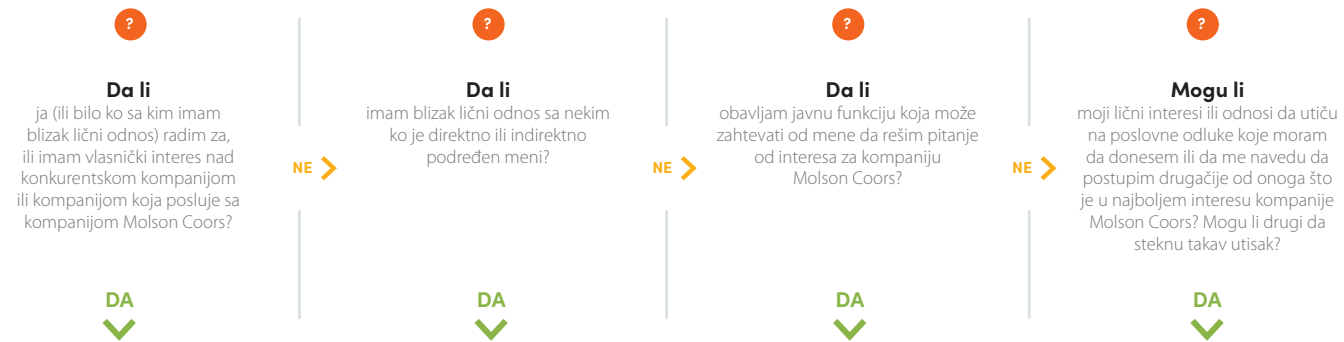 ?
Da li
ja (ili bilo ko sa kim imam
blizak lični odnos) radim za,
ili imam vlasnički interes nad
konkurentskom kompanijom
ili kompanijom koja posluje sa
kompanijom Molson Coors?
DA
NE
?
Da li
imam blizak lični odnos sa nekim
ko je direktno ili indirektno
podređen meni?
DA
NE
?
Da li
obavljam javnu funkciju koja može
zahtevati od mene da rešim pitanje
od interesa za kompaniju
Molson Coors?
DA
NE
?
Mogu li
moji lični interesi ili odnosi da utiču
na poslovne odluke koje moram
da donesem ili da me navedu da
postupim drugačije od onoga što
je u najboljem interesu kompanije
Molson Coors? Mogu li drugi da
steknu takav utisak?
DA